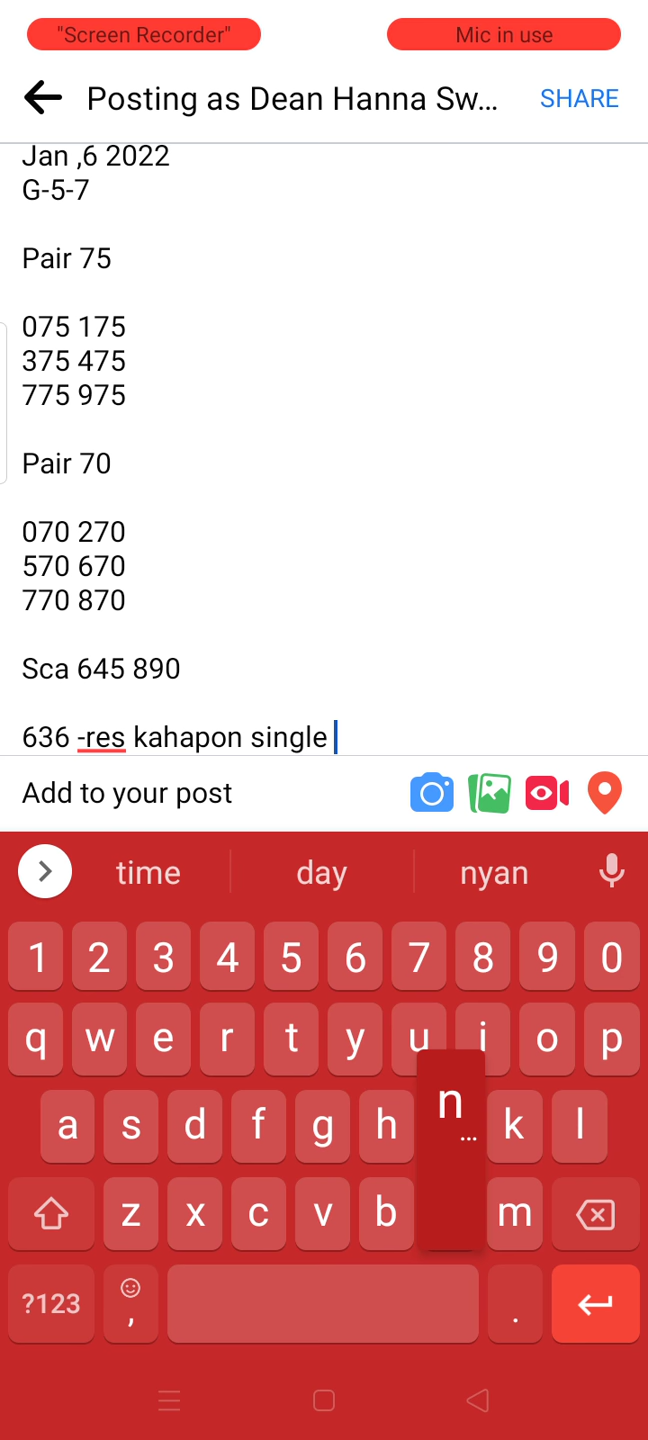 "Screen Recorder" Mic in use
Posting as Dean Hanna Sw... SHARE
Jan ,6 2022
G-5-7
Pair 75
075 175
375 475
775 975
Pair 70
070 270
570 670
770 870
Sca 645 890
636 -res kahapon single
Add to your post
time day nyan
1 2 3 4 5 6 7 8 9 0
q w e r t y u i o p
a s d f g h n... k l
z x c v b m
?123 , .